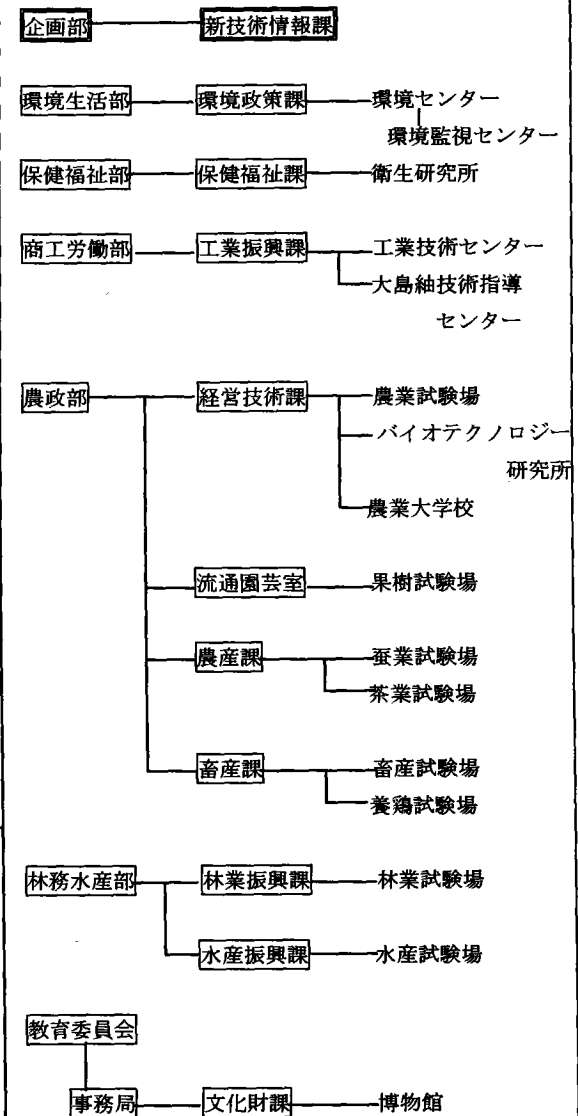 企画部 新技術情報課
環境生活部 環境政策課 環境センター
環境監視センター
保健福祉部 保健福祉課 衛生研究所
商工労働部 工業振興課 工業技術センター
大島紬技術指導
センター
農政部 経営技術課 農業試験場
バイオテクノロジー
研究所
農業大学校
流通園芸室 果樹試験場
農産課 蚕業試験場
茶業試験場
畜産課 畜産試験場
養鶏試験場
林務水産部 林業振興課 林業試験場
水産振興課 水産試験場
教育委員会
事務局 文化財課 博物館